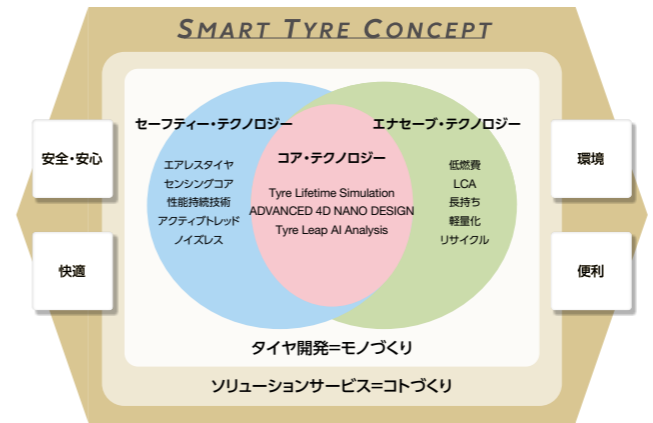 SMART TYRE CONCEPT
セーフティー・テクノロジー
エナセーブ・テクノロジー
コア・テクノロジー
安全・安心
快適
エアレスタイヤ
センシングコア
性能持続技術
アクティブトレッド
ノイズレス
Tyre Lifetime Simulation
ADVANCED 4D NANO DESIGN
Tyre Leap AI Analysis
低燃費
LCA
長持ち
軽量化
リサイクル
環境
便利
タイヤ開発=モノづくり
ソリューションサービス=コトづくり